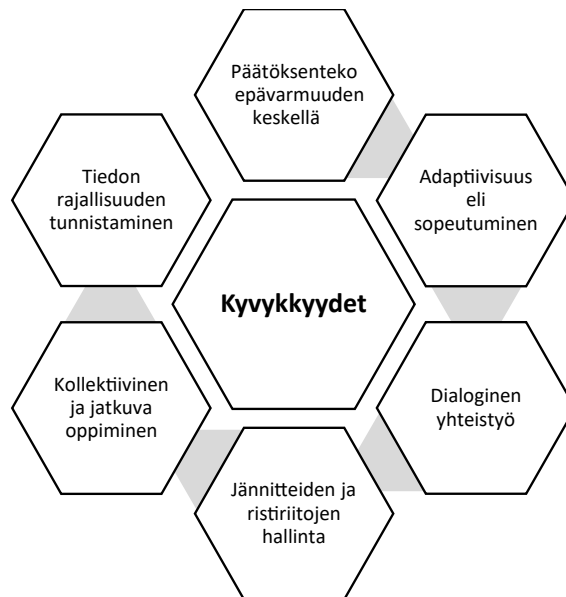 Päätöksenteko
epävarmuuden
keskellä
Adaptiivisuus
eli
sopeutuminen
Dialoginen
yhteistyö
Jännitteiden ja
ristiriitojen
hallinta
Kollektiivinen
ja jatkuva
oppiminen
Tiedon
rajallisuuden
tunnistaminen
Kyvykkyydet